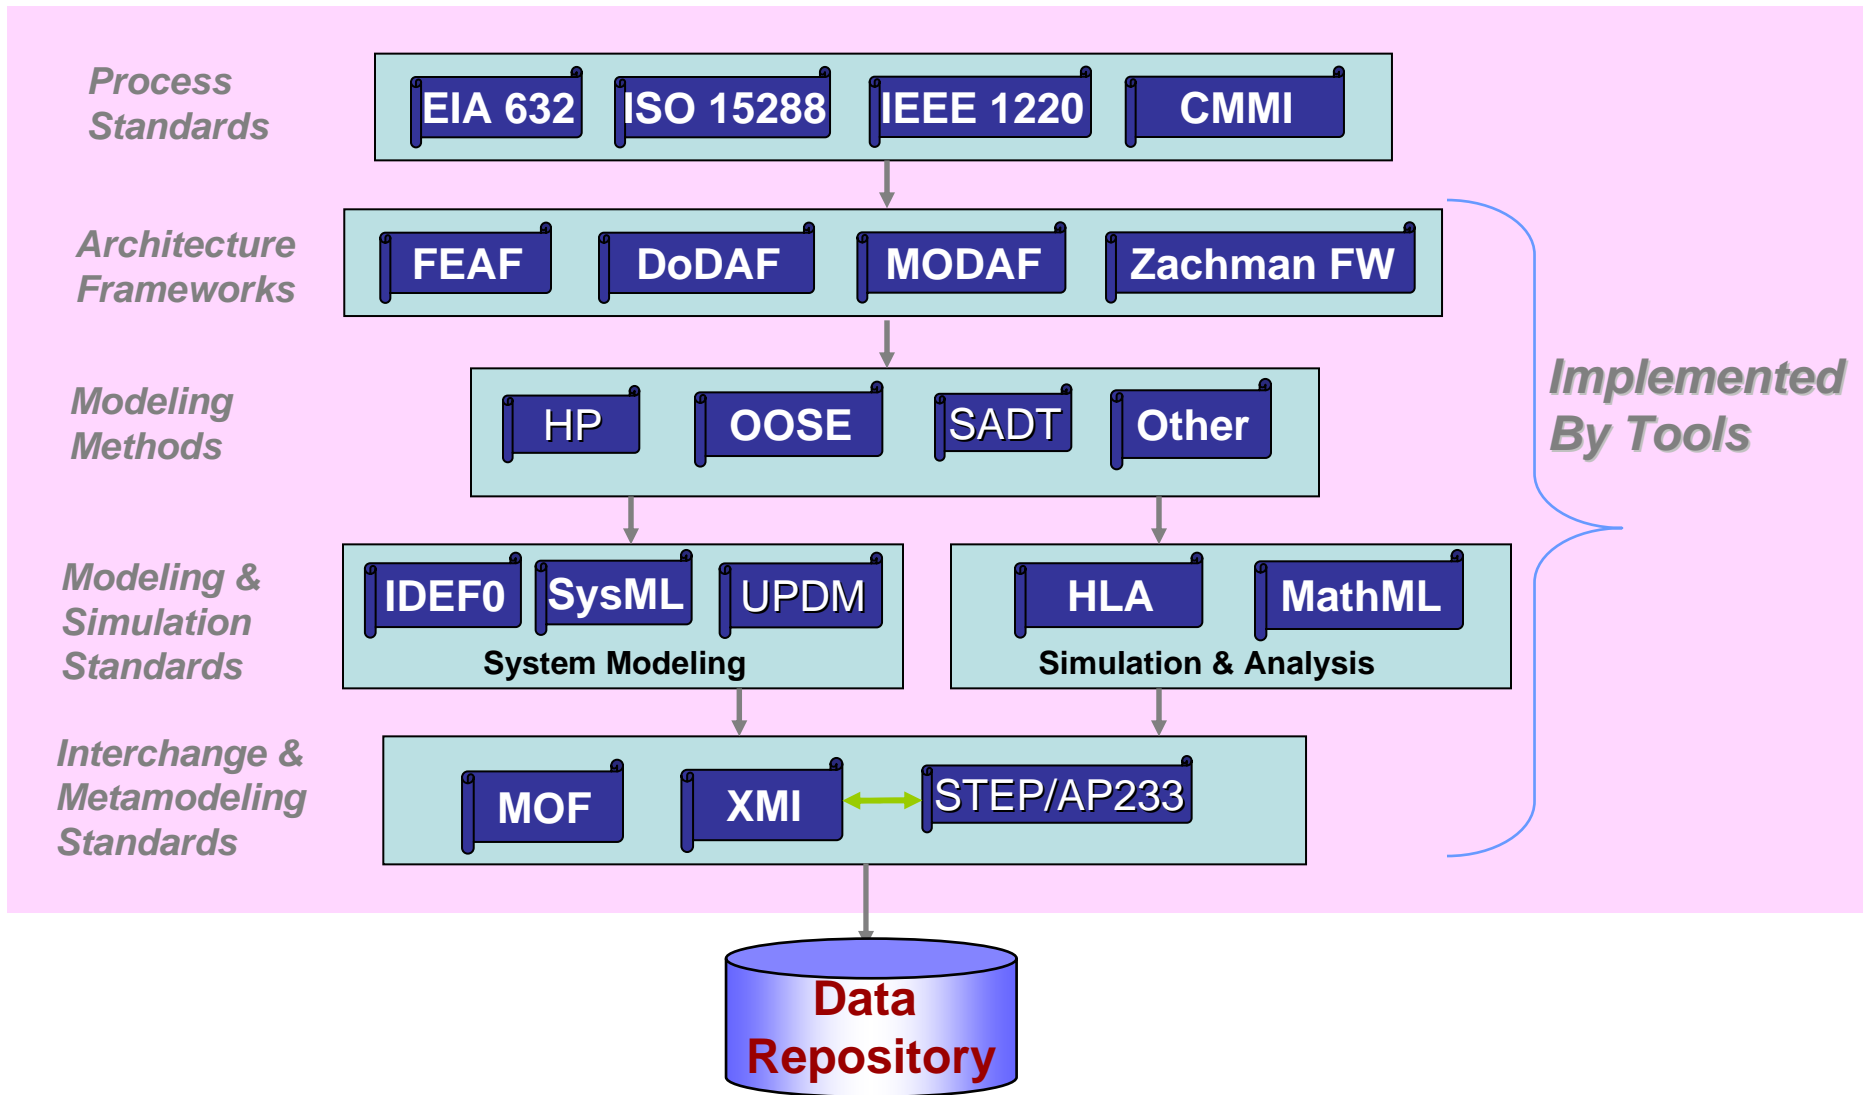 Process
Standards
EIA 632 ISO 15288 IEEE 1220 CMMI
Architecture
Frameworks
FEAF DoDAF MODAF Zachman FW
Implemented
By Tools
Modeling
Methods
HP OOSE SADT Other
Modeling &
Simulation
Standards
IDEF0 SysML UPDM
System Modeling
HLA MathML
Simulation & Analysis
Interchange &
Metamodeling
Standards
MOF XMI STEP/AP233
Data
Repository